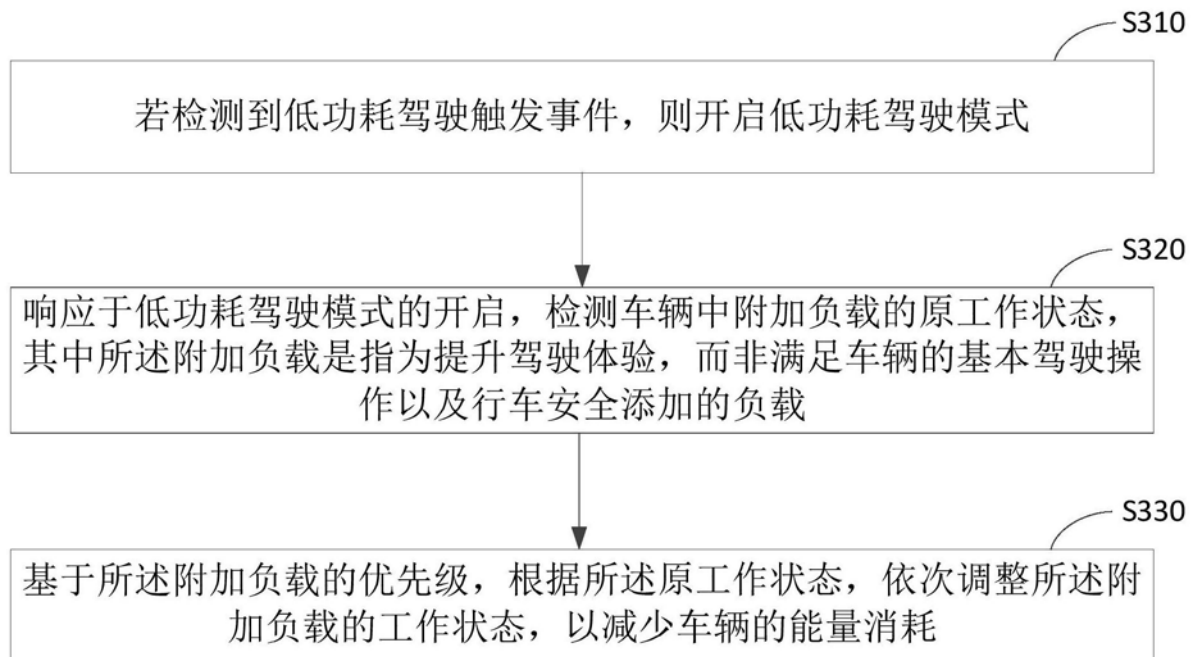 S310
若检测到低功耗驾驶触发事件，则开启低功耗驾驶模式
S320
响应于低功耗驾驶模式的开启，检测车辆中附加负载的原工作状态，
其中所述附加负载是指为提升驾驶体验，而非满足车辆的基本驾驶操
作以及行车安全添加的负载
S330
基于所述附加负载的优先级，根据所述原工作状态，依次调整所述附
加负载的工作状态，以减少车辆的能量消耗